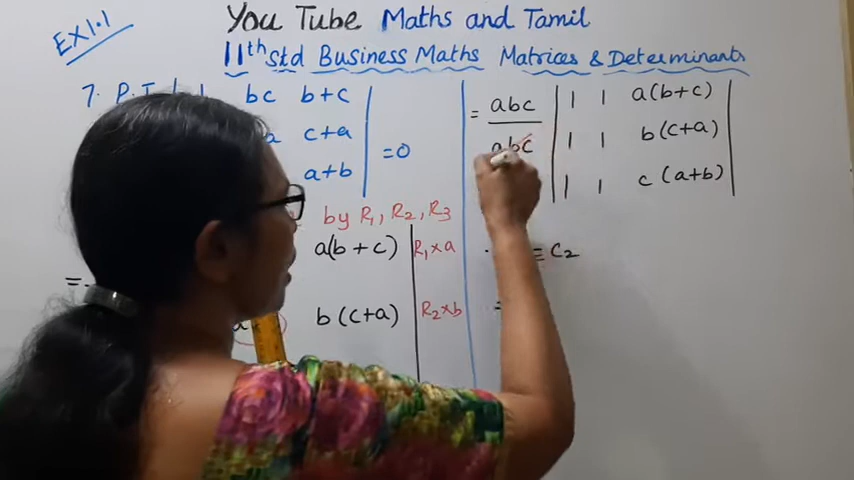 You Tube Maths and Tamil
EX 1.1
11th std Business Maths Matrices & Determinants
7. P.T bc b+c
a c+a = 0
a+b
by R1, R2, R3
a(b+c) R1×a
=
a b(c+a) R2×b
= abc 1 1 a(b+c)
abc 1 1 b(c+a)
1 1 c(a+b)
≡ C2
=